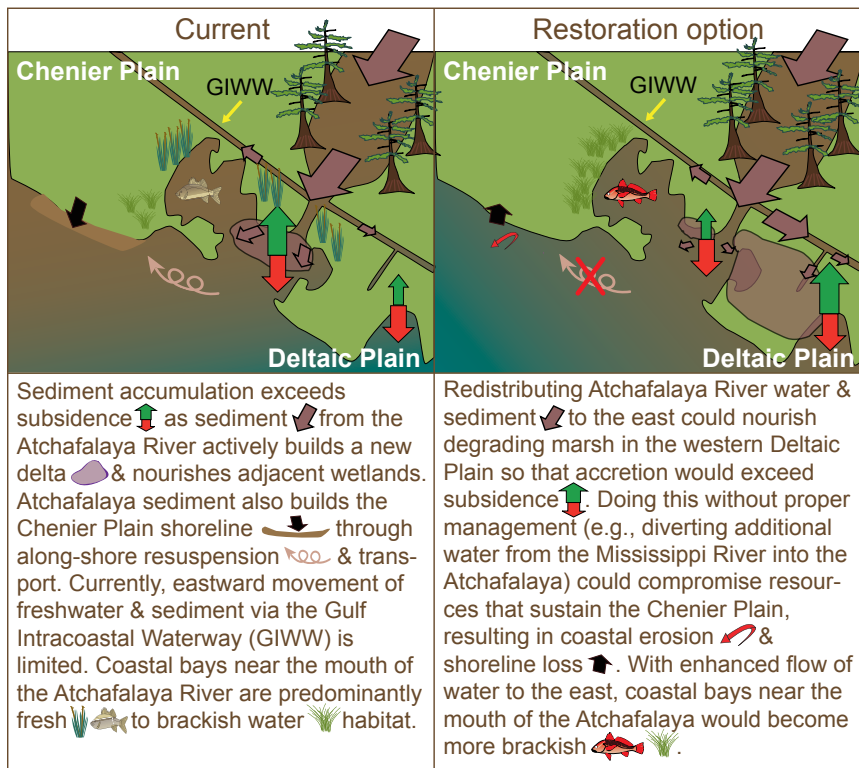 Current
Chenier Plain
GIWW
Deltaic Plain
Sediment accumulation exceeds
subsidence as sediment from the
Atchafalaya River actively builds a new
delta & nourishes adjacent wetlands.
Atchafalaya sediment also builds the
Chenier Plain shoreline through
along-shore resuspension & trans-
port. Currently, eastward movement of
freshwater & sediment via the Gulf
Intracoastal Waterway (GIWW) is
limited. Coastal bays near the mouth of
the Atchafalaya River are predominantly
fresh to brackish water habitat.
Restoration option
Chenier Plain
GIWW
Deltaic Plain
Redistributing Atchafalaya River water &
sediment to the east could nourish
degrading marsh in the western Deltaic
Plain so that accretion would exceed
subsidence. Doing this without proper
management (e.g., diverting additional
water from the Mississippi River into the
Atchafalaya) could compromise resour-
ces that sustain the Chenier Plain,
resulting in coastal erosion &
shoreline loss. With enhanced flow of
water to the east, coastal bays near the
mouth of the Atchafalaya would become
more brackish.